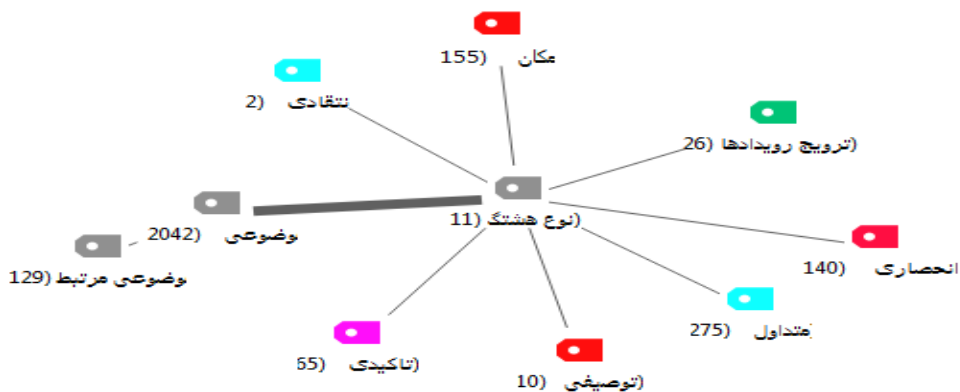 مکان (155
نتقادی (2
(ترویج رویدادها (26
(نوع هشتگ (11
وضوعی (2042
وضوعی مرتبط (129
انحصاری (140
متداول (275
(تاکیدی (65
(توصیفی (10